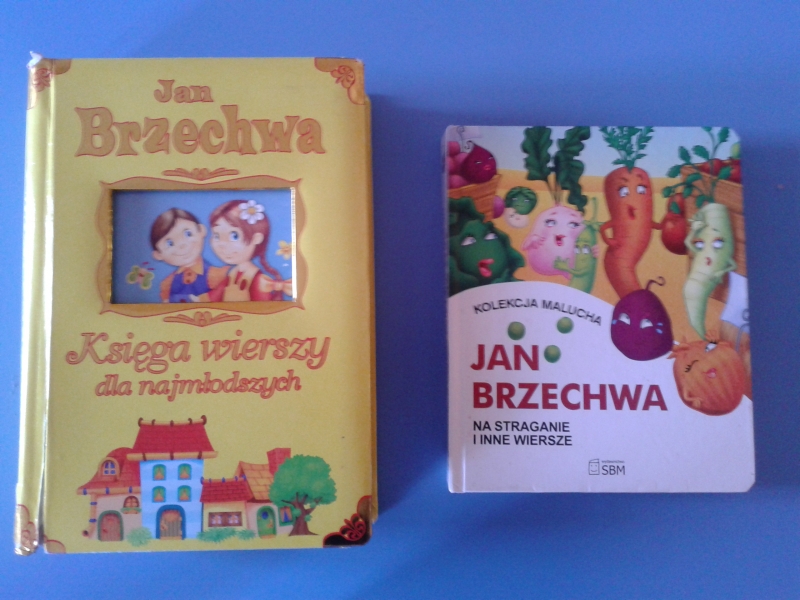 Jan
Brzechwa
Księga wierszy
dla najmłodszych
KOLEKCJA MALUCHA
JAN
BRZECHWA
NA STRAGANIE
I INNE WIERSZE
SBM